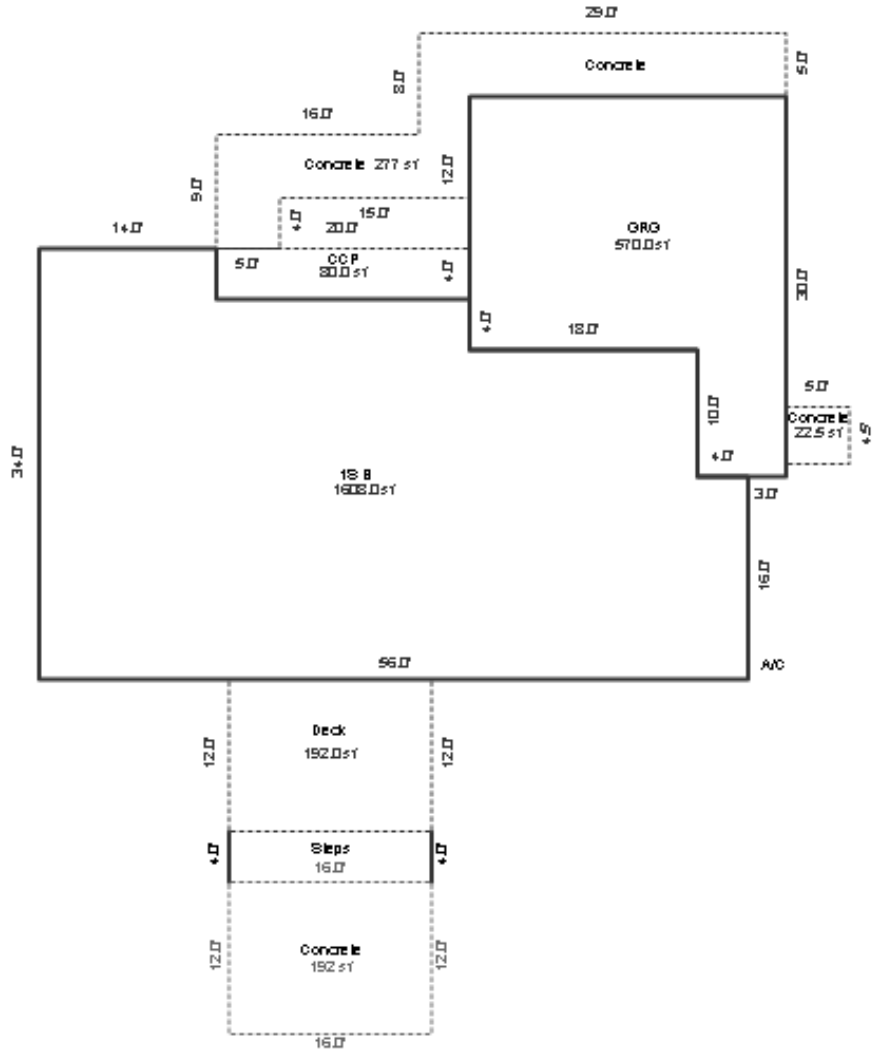 29.0'
Concrete
5.0'
8.0'
16.0'
Concrete 277 sf
12.0'
9.0'
15.0'
4.0'
20.0'
14.0'
CCP
80.0 sf
5.0'
4.0'
GRG
570.0 sf
30.0'
4.0'
18.0'
5.0'
Concrete
22.5 sf
4.5'
10.0'
4.0'
3.0'
34.0'
1S B
1608.0 sf
16.0'
56.0'
A/C
Deck
192.0 sf
12.0'
12.0'
Steps
16.0'
4.0'
4.0'
Concrete
192 sf
12.0'
12.0'
16.0'